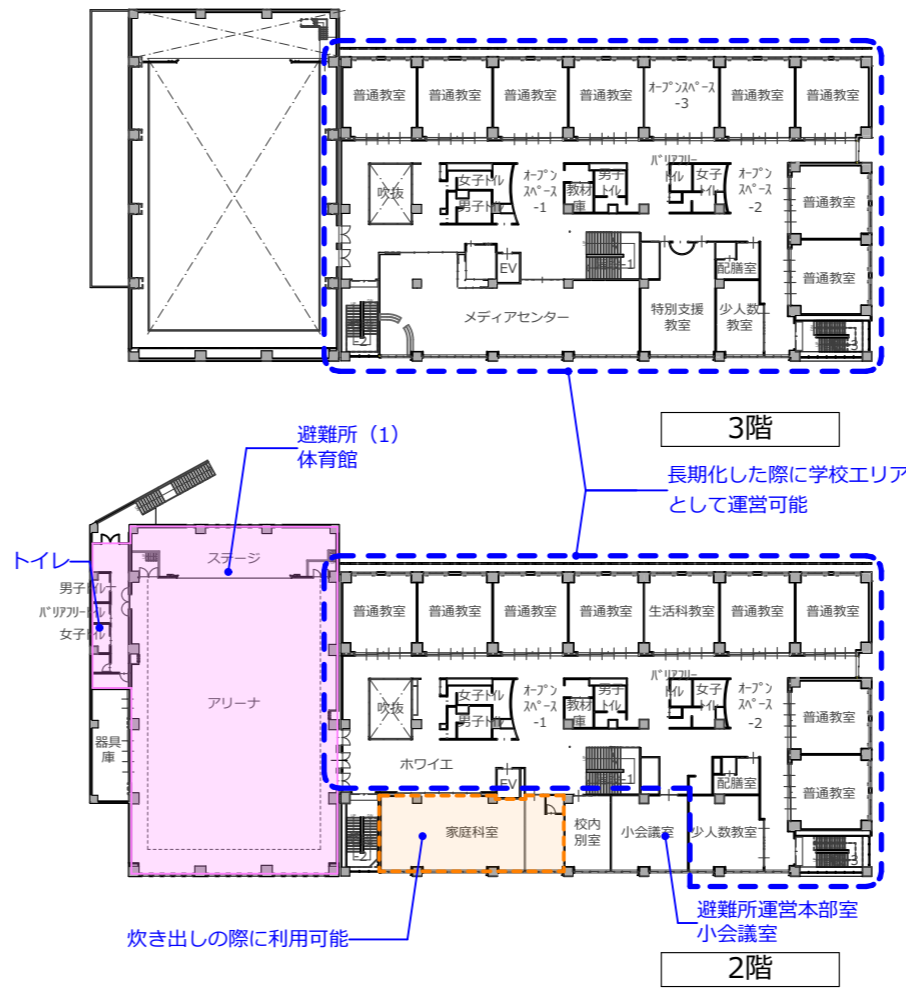 普通教室
普通教室
普通教室
普通教室
オープンスペース
-3
普通教室
普通教室
吹抜
女子トイレ
男子トイレ
オープン
スペース
-1
教材
庫
男子
トイレ
バリアフリー
トイレ
女子
トイレ
オープン
スペース
-2
普通教室
普通教室
EV
配膳室
メディアセンター
特別支援
教室
少人数
教室
3階
避難所（1）
体育館
長期化した際に学校エリア
として運営可能
トイレ
ステージ
男子トイレ
バリアフリートイレ
女子トイレ
アリーナ
器具
庫
普通教室
普通教室
普通教室
普通教室
生活科教室
普通教室
普通教室
吹抜
女子トイレ
男子トイレ
オープン
スペース
-1
教材
庫
男子
トイレ
バリアフリー
トイレ
女子
トイレ
オープン
スペース
-2
普通教室
普通教室
ホワイエ
EV
配膳室
家庭科室
校内
別室
小会議室
少人数教室
炊き出しの際に利用可能
避難所運営本部室
小会議室
2階